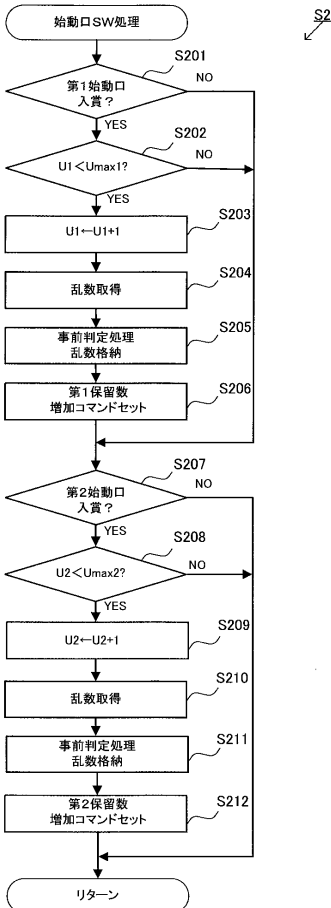 始動口SW処理
S2
S201
第1始動口
入賞?
NO
YES
S202
U1<Umax1?
NO
YES
S203
U1←U1+1
S204
乱数取得
S205
事前判定処理
乱数格納
S206
第1保留数
増加コマンドセット
S207
第2始動口
入賞?
NO
YES
S208
U2<Umax2?
NO
YES
S209
U2←U2+1
S210
乱数取得
S211
事前判定処理
乱数格納
S212
第2保留数
増加コマンドセット
リターン